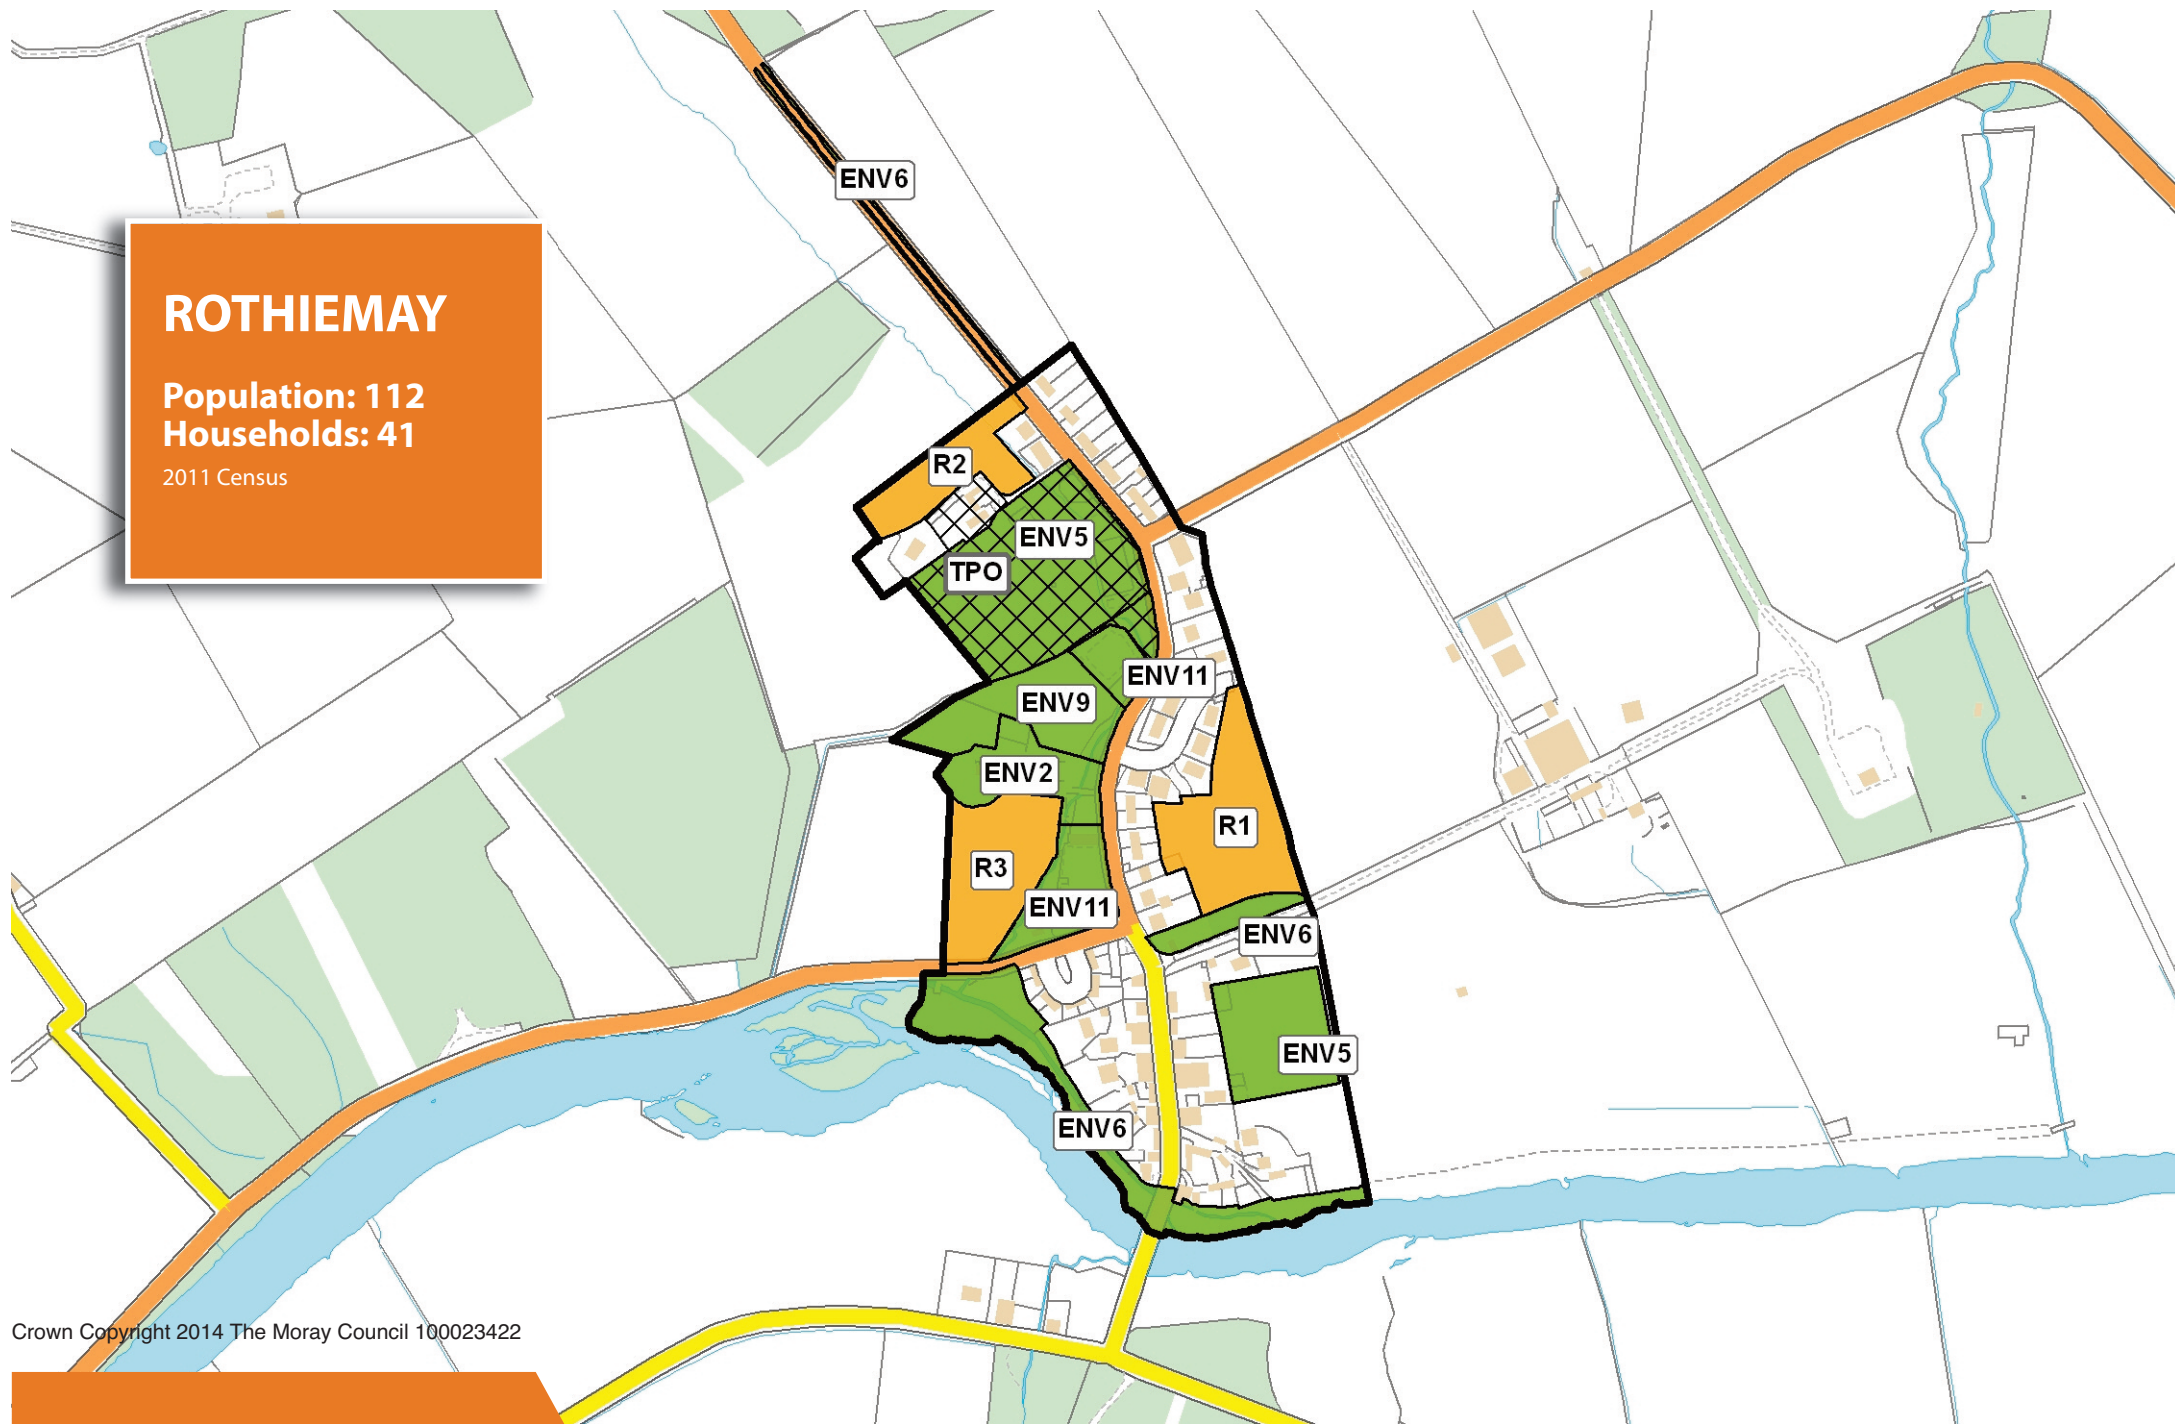 ENV6
ROTHIEMAY
Population: 112
Households: 41
2011 Census
R2
ENV5
TPO
ENV11
ENV9
ENV2
R1
R3
ENV11
ENV6
ENV5
ENV6
Crown Copyright 2014 The Moray Council 100023422